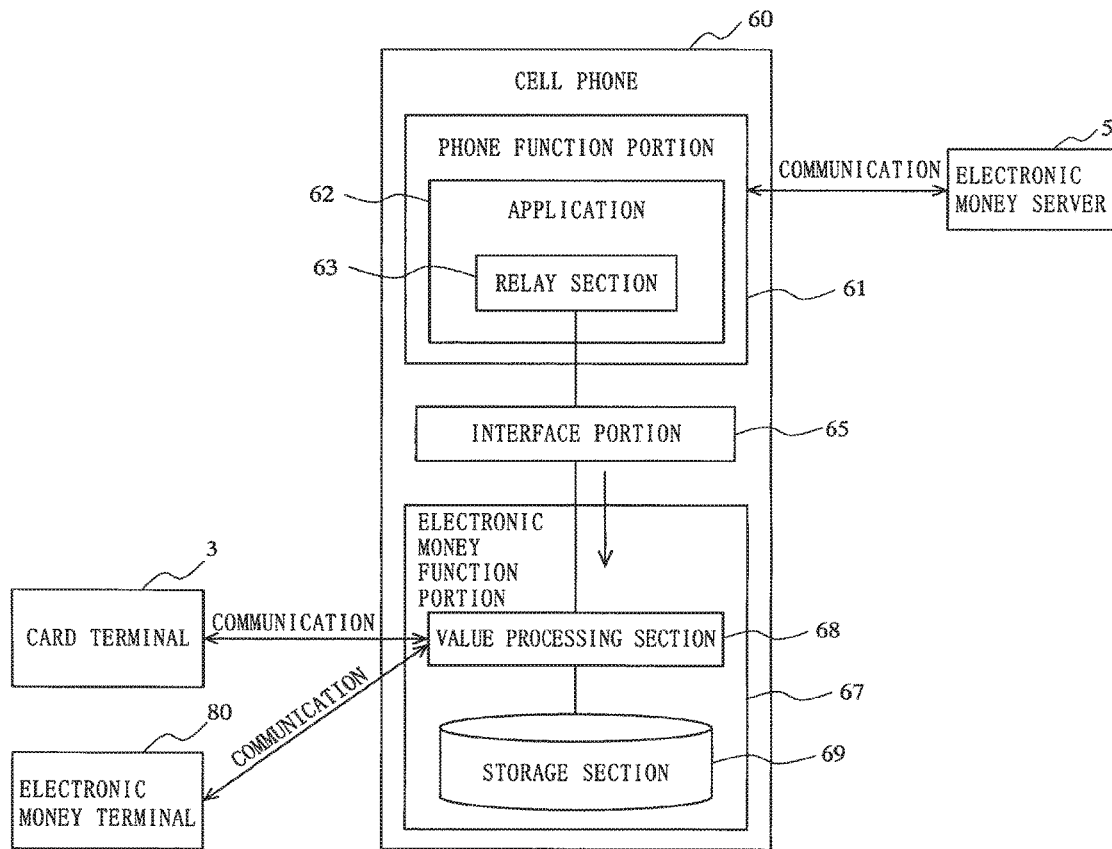 60
CELL PHONE
5
PHONE FUNCTION PORTION
COMMUNICATION
ELECTRONIC
MONEY SERVER
62
APPLICATION
63
RELAY SECTION
61
INTERFACE PORTION
65
ELECTRONIC
MONEY
FUNCTION
PORTION
3
CARD TERMINAL
COMMUNICATION
VALUE PROCESSING SECTION
68
COMMUNICATION
67
80
ELECTRONIC
MONEY TERMINAL
STORAGE SECTION
69